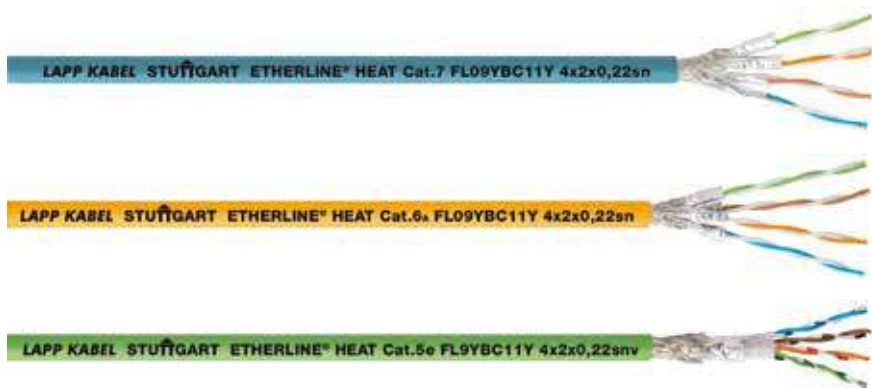 LAPP KABEL STUTTGART ETHERLINE® HEAT Cat.7 FL09YBC11Y 4x2x0,22sn
LAPP KABEL STUTTGART ETHERLINE® HEAT Cat.6A FL09YBC11Y 4x2x0,22sn
LAPP KABEL STUTTGART ETHERLINE® HEAT Cat.5e FL9YBC11Y 4x2x0,22snv